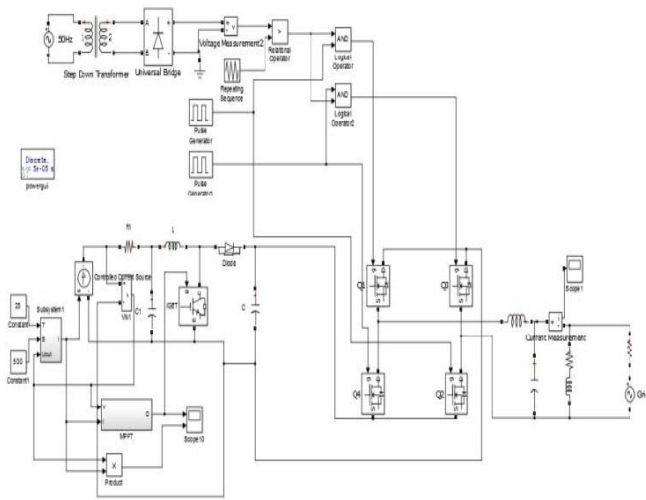 50Hz
Step Down Transformer
A
B
Universal Bridge
Voltage Measurement2
Relational
Operator
Repeating
Sequence
AND
Logical
Operator
AND
Logical
Operator2
Pulse
Generator
Pulse
Generator1
Discrete,
powergui
Controlled Current Source
L
Diode
IGBT
C1
C
VM1
25
Constant
500
Constant1
Subsystem1
MPPT
Scope10
X
Product
Q1
Q3
Q4
Q2
Current Measurement
Scope1